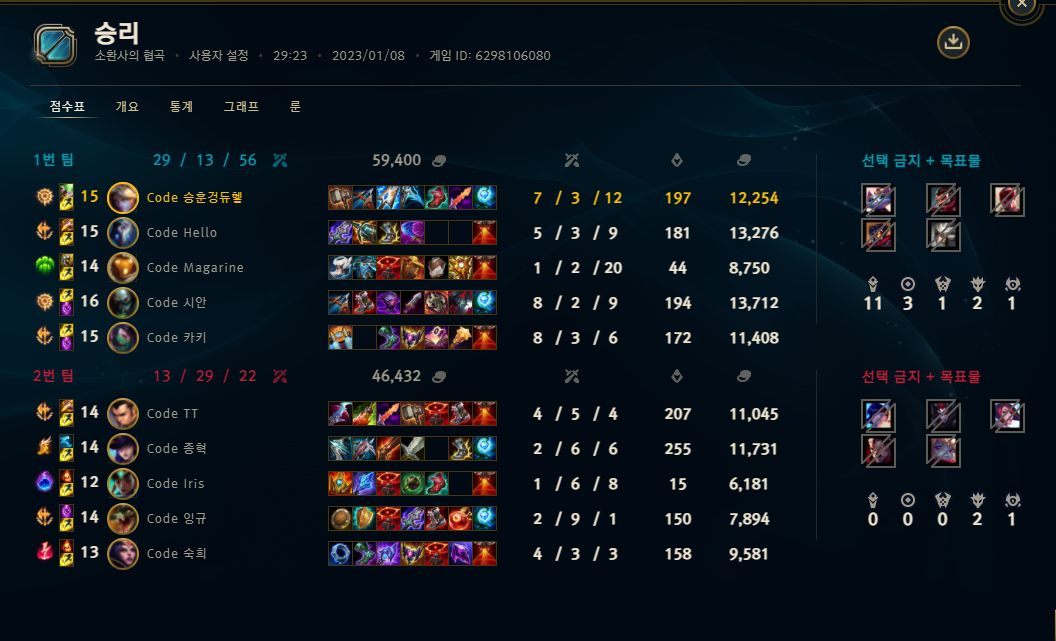 승리
소환사의 협곡 • 사용자 설정 • 29:23 • 2023/01/08 • 게임 ID: 6298106080
점수표 개요 통계 그래프 룬
1번 팀 29 / 13 / 56 59,400 선택 금지 + 목표물
15 Code 승훈겅듀헿 7 / 3 / 12 197 12,254
15 Code Hello 5 / 3 / 9 181 13,276
14 Code Magarine 1 / 2 / 20 44 8,750
16 Code 시안 8 / 2 / 9 194 13,712
15 Code 카키 8 / 3 / 6 172 11,408
11 3 1 2 1
2번 팀 13 / 29 / 22 46,432 선택 금지 + 목표물
14 Code TT 4 / 5 / 4 207 11,045
14 Code 종혁 2 / 6 / 6 255 11,731
12 Code Iris 1 / 6 / 8 15 6,181
14 Code 잉규 2 / 9 / 1 150 7,894
13 Code 숙희 4 / 3 / 3 158 9,581
0 0 0 2 1